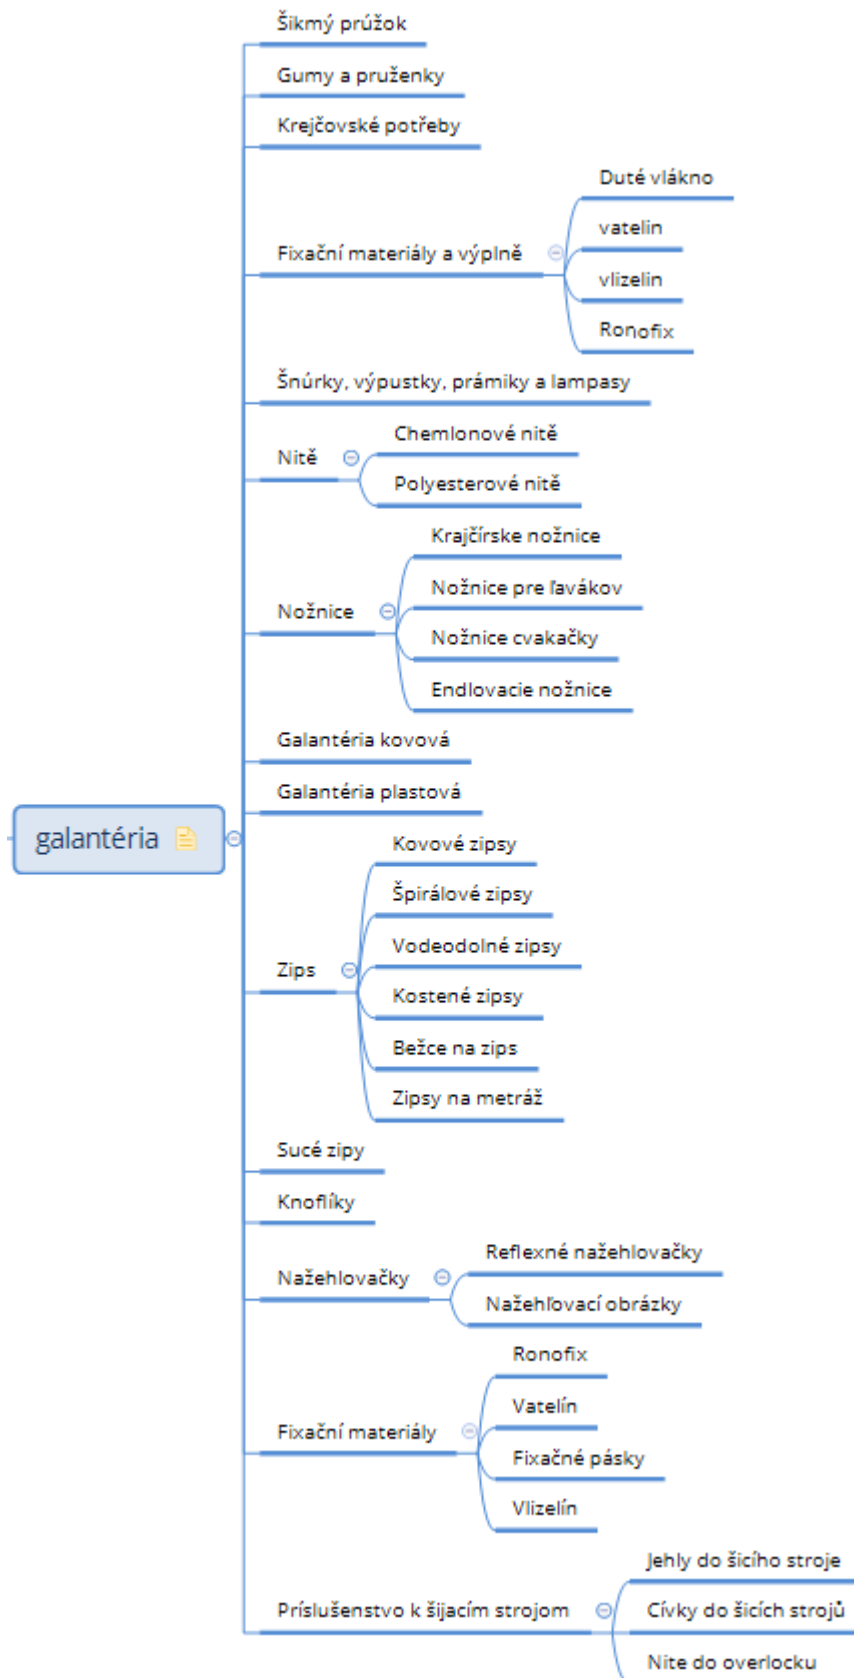 Šikmý prúžok
Gumy a pruženky
Krejčovské potřeby
Duté vlákno
vatelin
Fixační materiály a výplně
vlizelin
Ronofix
Šnúrky, výpustky, prámiky a lampasy
Chemlonové nitě
Nitě
Polyesterové nitě
Krajčírske nožnice
Nožnice pre ľavákov
Nožnice
Nožnice cvakačky
Endlovacie nožnice
Galantéria kovová
Galantéria plastová
galantéria
Kovové zipsy
Špirálové zipsy
Vodeodolné zipsy
Zips
Kostené zipsy
Bežce na zips
Zipsy na metráž
Sucé zipy
Knoflíky
Reflexné nažehlovačky
Nažehlovačky
Nažehľovací obrázky
Ronofix
Vatelín
Fixační materiály
Fixačné pásky
Vlizelín
Jehly do šicího stroje
Príslušenstvo k šijacím strojom
Cívky do šicích strojů
Nite do overlocku